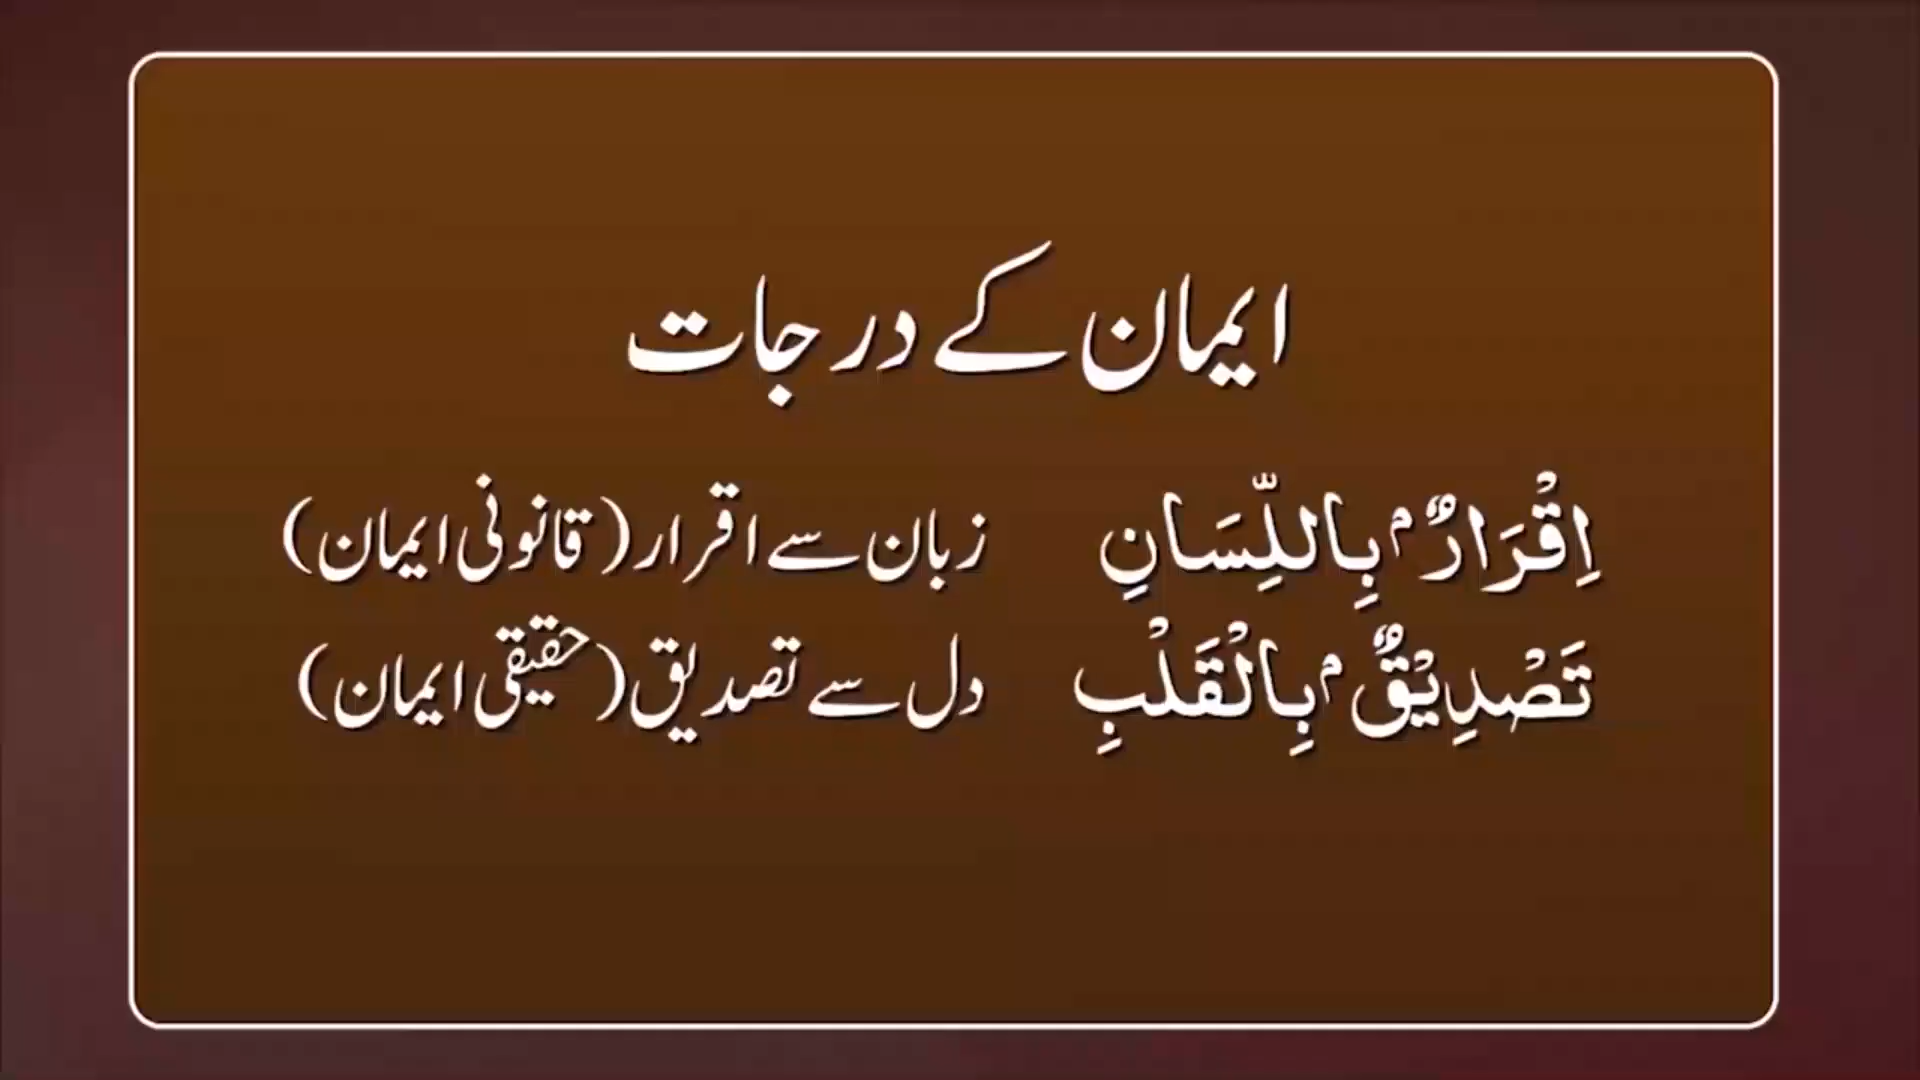 ایمان کے درجات
اِقْرَارٌۢ بِاللِّسَانِ زبان سے اقرار (قانونی ایمان)
تَصْدِیْقٌۢ بِالْقَلْبِ دل سے تصدیق (حقیقی ایمان)